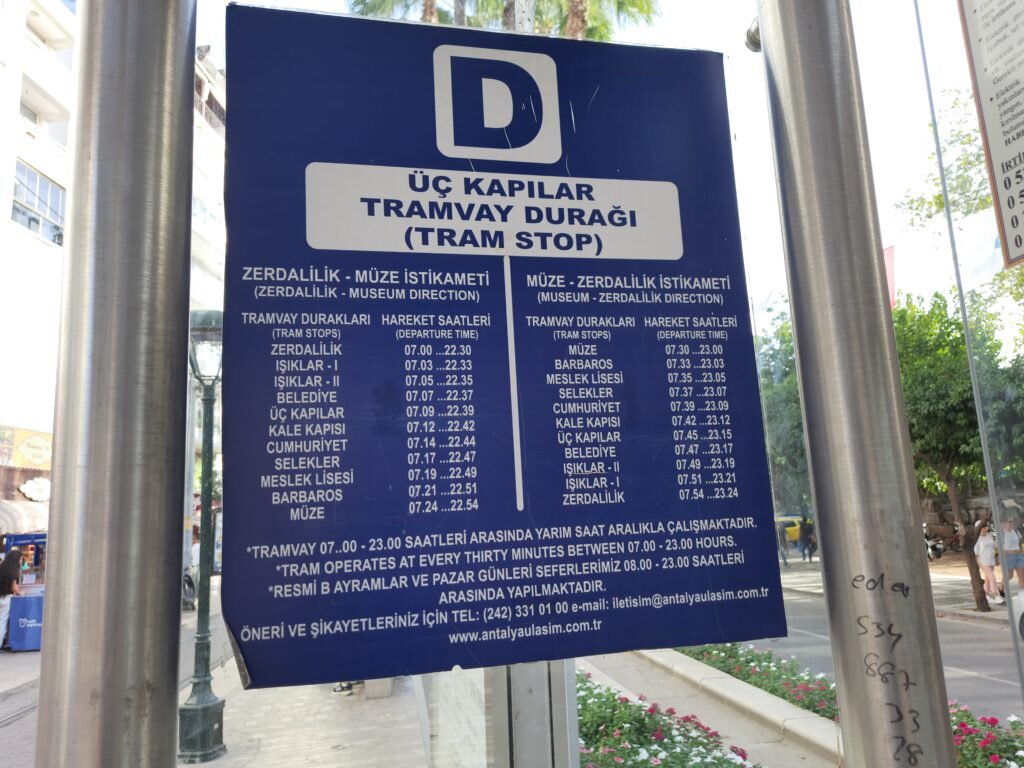 D
ÜÇ KAPILAR
TRAMVAY DURAĞI
(TRAM STOP)
ZERDALİLİK - MÜZE İSTİKAMETİ
(ZERDALİLİK - MUSEUM DIRECTION)
TRAMVAY DURAKLARI HAREKET SAATLERİ
(TRAM STOPS) (DEPARTURE TIME)
ZERDALİLİK 07.00 ...22.30
IŞIKLAR - I 07.03 ...22.33
IŞIKLAR - II 07.05 ...22.35
BELEDİYE 07.07 ...22.37
ÜÇ KAPILAR 07.09 ...22.39
KALE KAPISI 07.12 ...22.42
CUMHURİYET 07.14 ...22.44
SELEKLER 07.17 ...22.47
MESLEK LİSESİ 07.19 ...22.49
BARBAROS 07.21 ...22.51
MÜZE 07.24 ...22.54
MÜZE - ZERDALİLİK İSTİKAMETİ
(MUSEUM - ZERDALİLİK DIRECTION)
TRAMVAY DURAKLARI HAREKET SAATLERİ
(TRAM STOPS) (DEPARTURE TIME)
MÜZE 07.30 ...23.00
BARBAROS 07.33 ...23.03
MESLEK LİSESİ 07.35 ...23.05
SELEKLER 07.37 ...23.07
CUMHURİYET 07.39 ...23.09
KALE KAPISI 07.42 ...23.12
ÜÇ KAPILAR 07.45 ...23.15
BELEDİYE 07.47 ...23.17
IŞIKLAR - II 07.49 ...23.19
IŞIKLAR - I 07.51 ...23.21
ZERDALİLİK 07.54 ...23.24
*TRAMVAY 07..00 - 23.00 SAATLERİ ARASINDA YARIM SAAT ARALIKLA ÇALIŞMAKTADIR.
*TRAM OPERATES AT EVERY THIRTY MINUTES BETWEEN 07.00 - 23.00 HOURS.
*RESMİ B AYRAMLAR VE PAZAR GÜNLERİ SEFERLERİMİZ 08.00 - 23.00 SAATLERİ
ARASINDA YAPILMAKTADIR.
ÖNERİ VE ŞİKAYETLERİNİZ İÇİN TEL: (242) 331 01 00 e-mail: iletisim@antalyaulasim.com.tr
www.antalyaulasim.com.tr
534
887
33
28